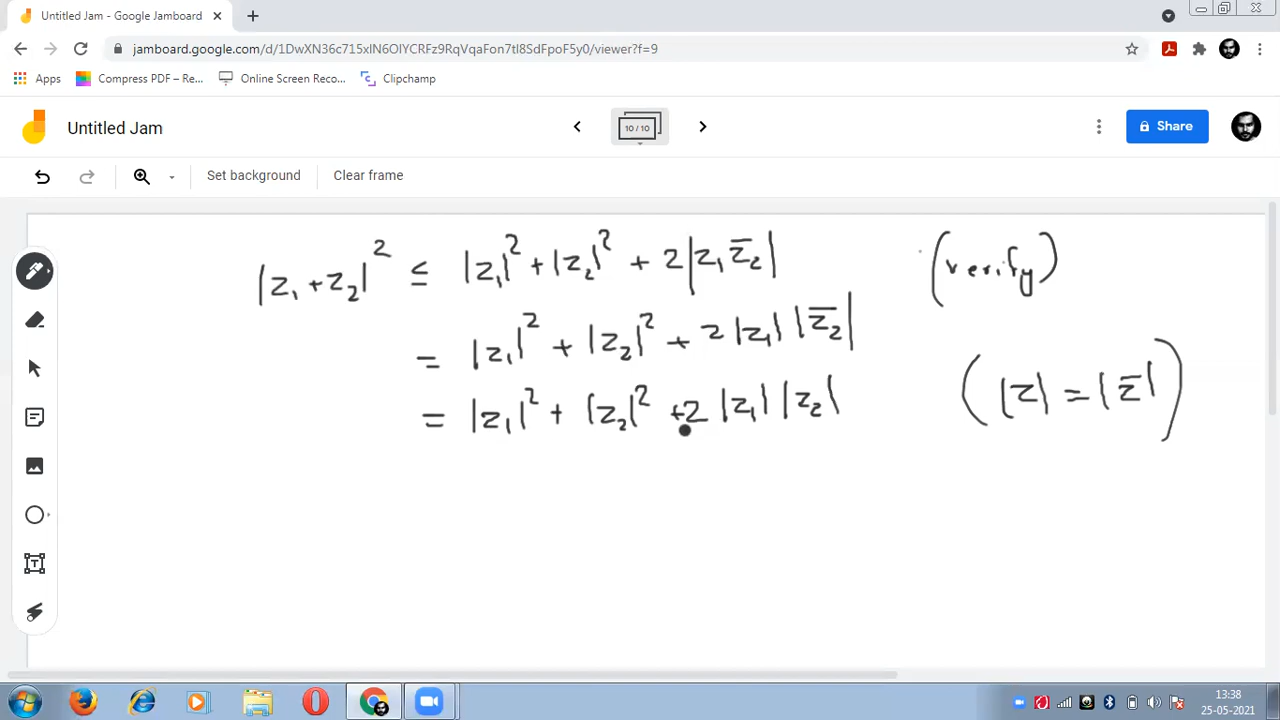 Untitled Jam - Google Jamboard
jamboard.google.com/d/1DwXN36c715xIN6OIYCRFz9RqVqaFon7tI8SdFpoF5y0/viewer?f=9
Apps Compress PDF – Re... Online Screen Reco... Clipchamp
Untitled Jam
10 / 10
Share
Set background Clear frame
|z₁ + z₂|² ≤ |z₁|² + |z₂|² + 2|z₁ z̅₂| (verify)
= |z₁|² + |z₂|² + 2 |z₁| |z̅₂|
= |z₁|² + |z₂|² + 2 |z₁| |z₂| (|z| = |z̅|)
13:38
25-05-2021